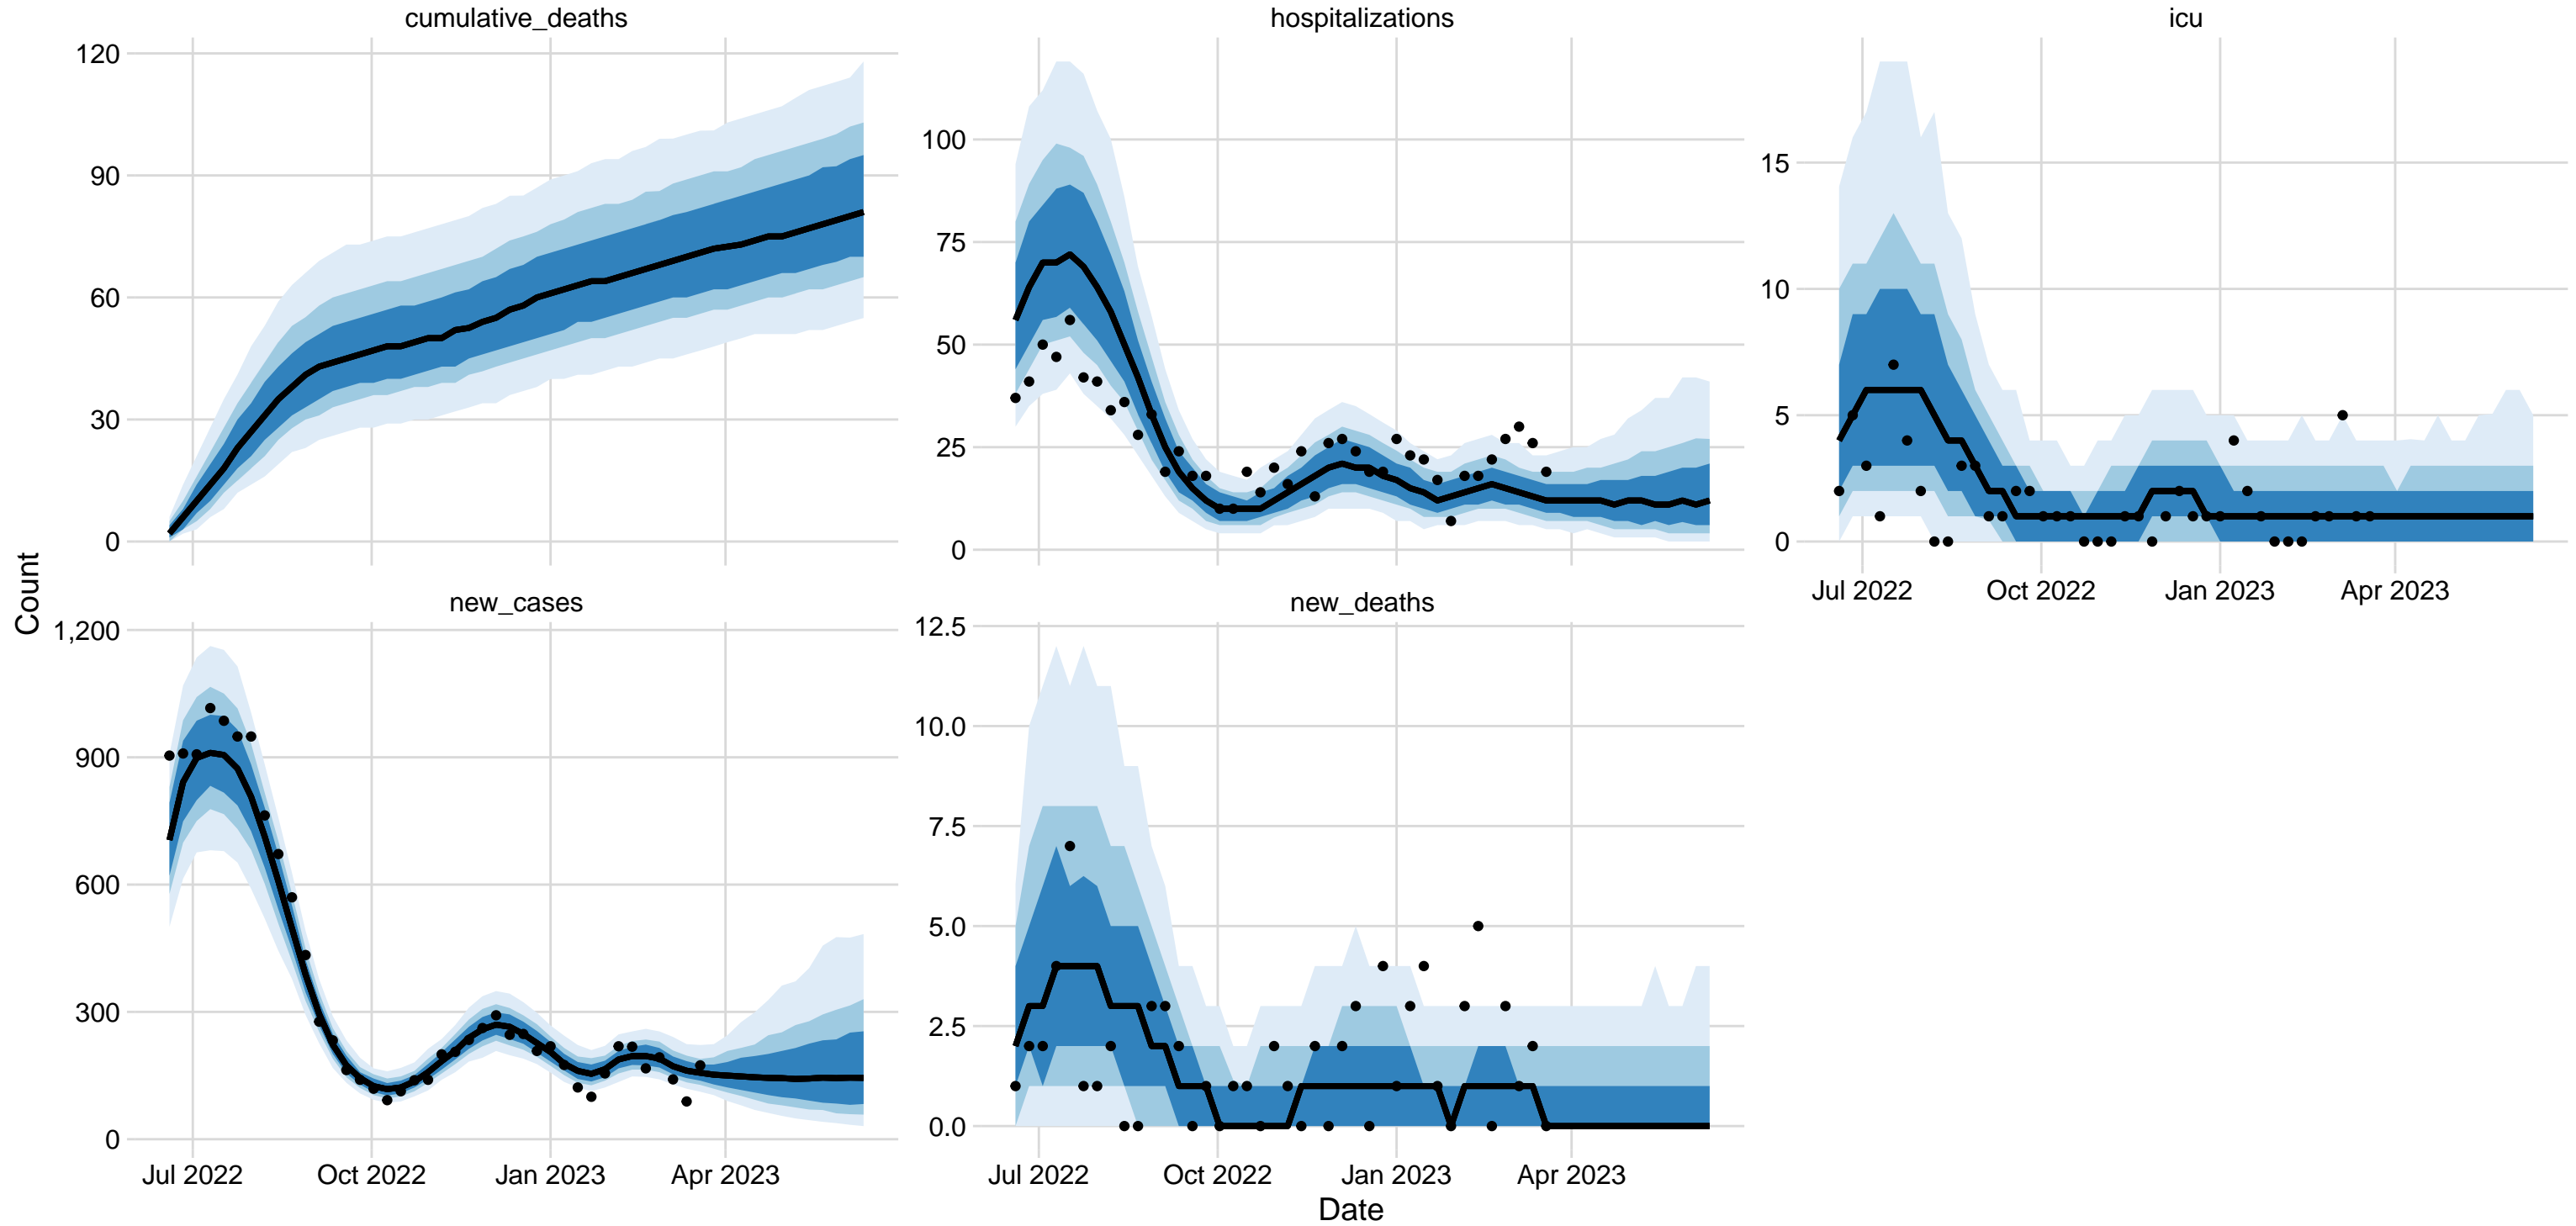 cumulative_deaths
120
90
60
30
0
hospitalizations
100
75
50
25
0
icu
15
10
5
0
Jul 2022 Oct 2022 Jan 2023 Apr 2023
Count
new_cases
1,200
900
600
300
0
Jul 2022 Oct 2022 Jan 2023 Apr 2023
new_deaths
12.5
10.0
7.5
5.0
2.5
0.0
Jul 2022 Oct 2022 Jan 2023 Apr 2023
Date